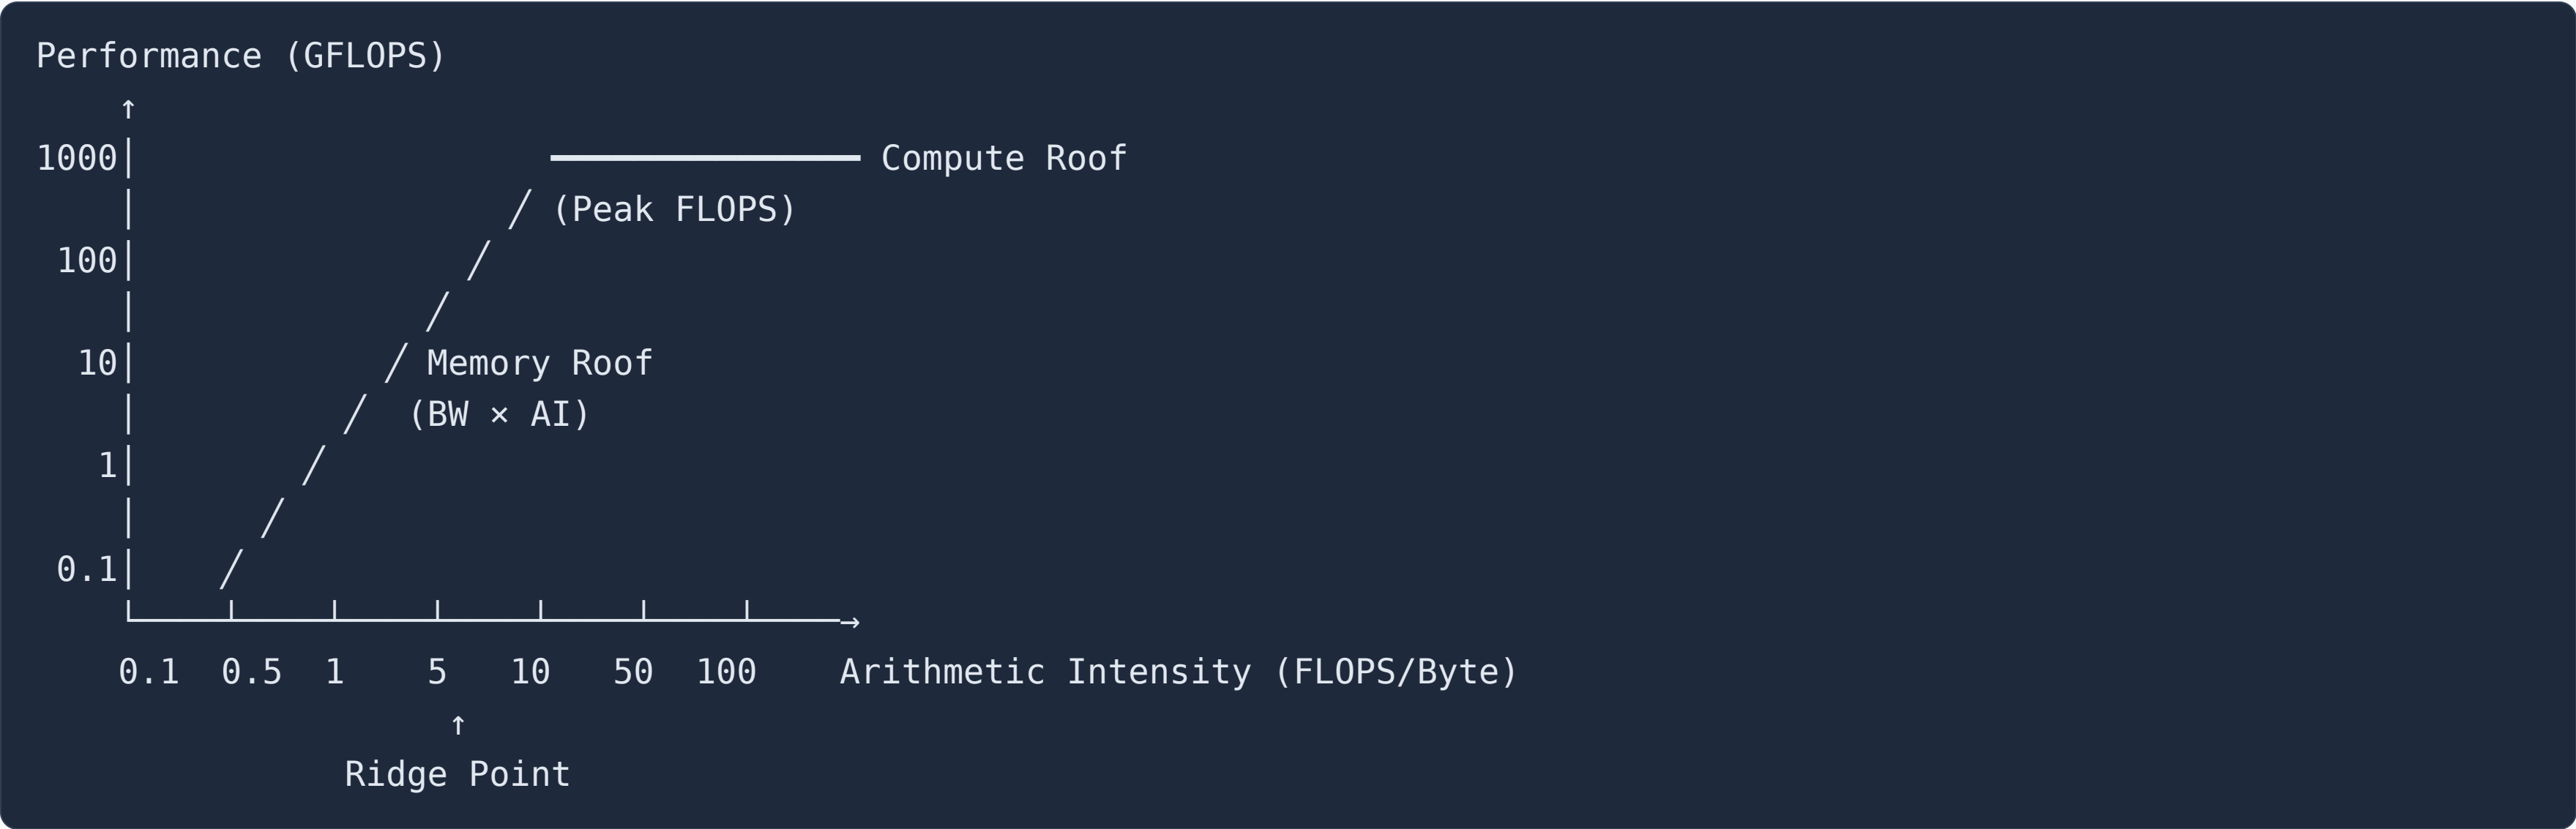 Performance (GFLOPS)
↑
1000│ ━━━━━━━━━━━━━━━ Compute Roof
│ ╱ (Peak FLOPS)
100│ ╱
│ ╱
10│ ╱ Memory Roof
│ ╱ (BW × AI)
1│ ╱
│ ╱
0.1│ ╱
└────┴────┴────┴────┴────┴────┴────→
0.1 0.5 1 5 10 50 100 Arithmetic Intensity (FLOPS/Byte)
↑
Ridge Point